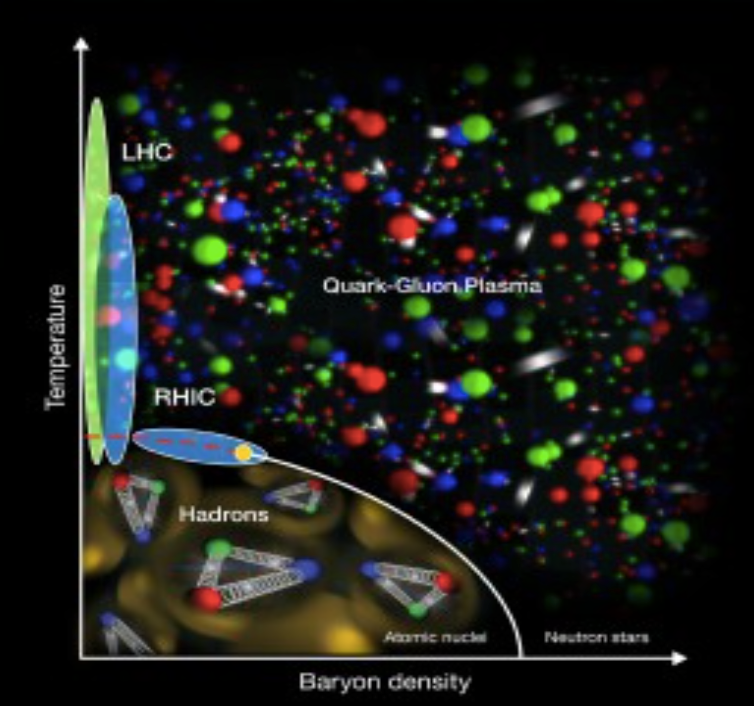 LHC
Quark-Gluon Plasma
Temperature
RHIC
Hadrons
Atomic nuclei
Neutron stars
Baryon density